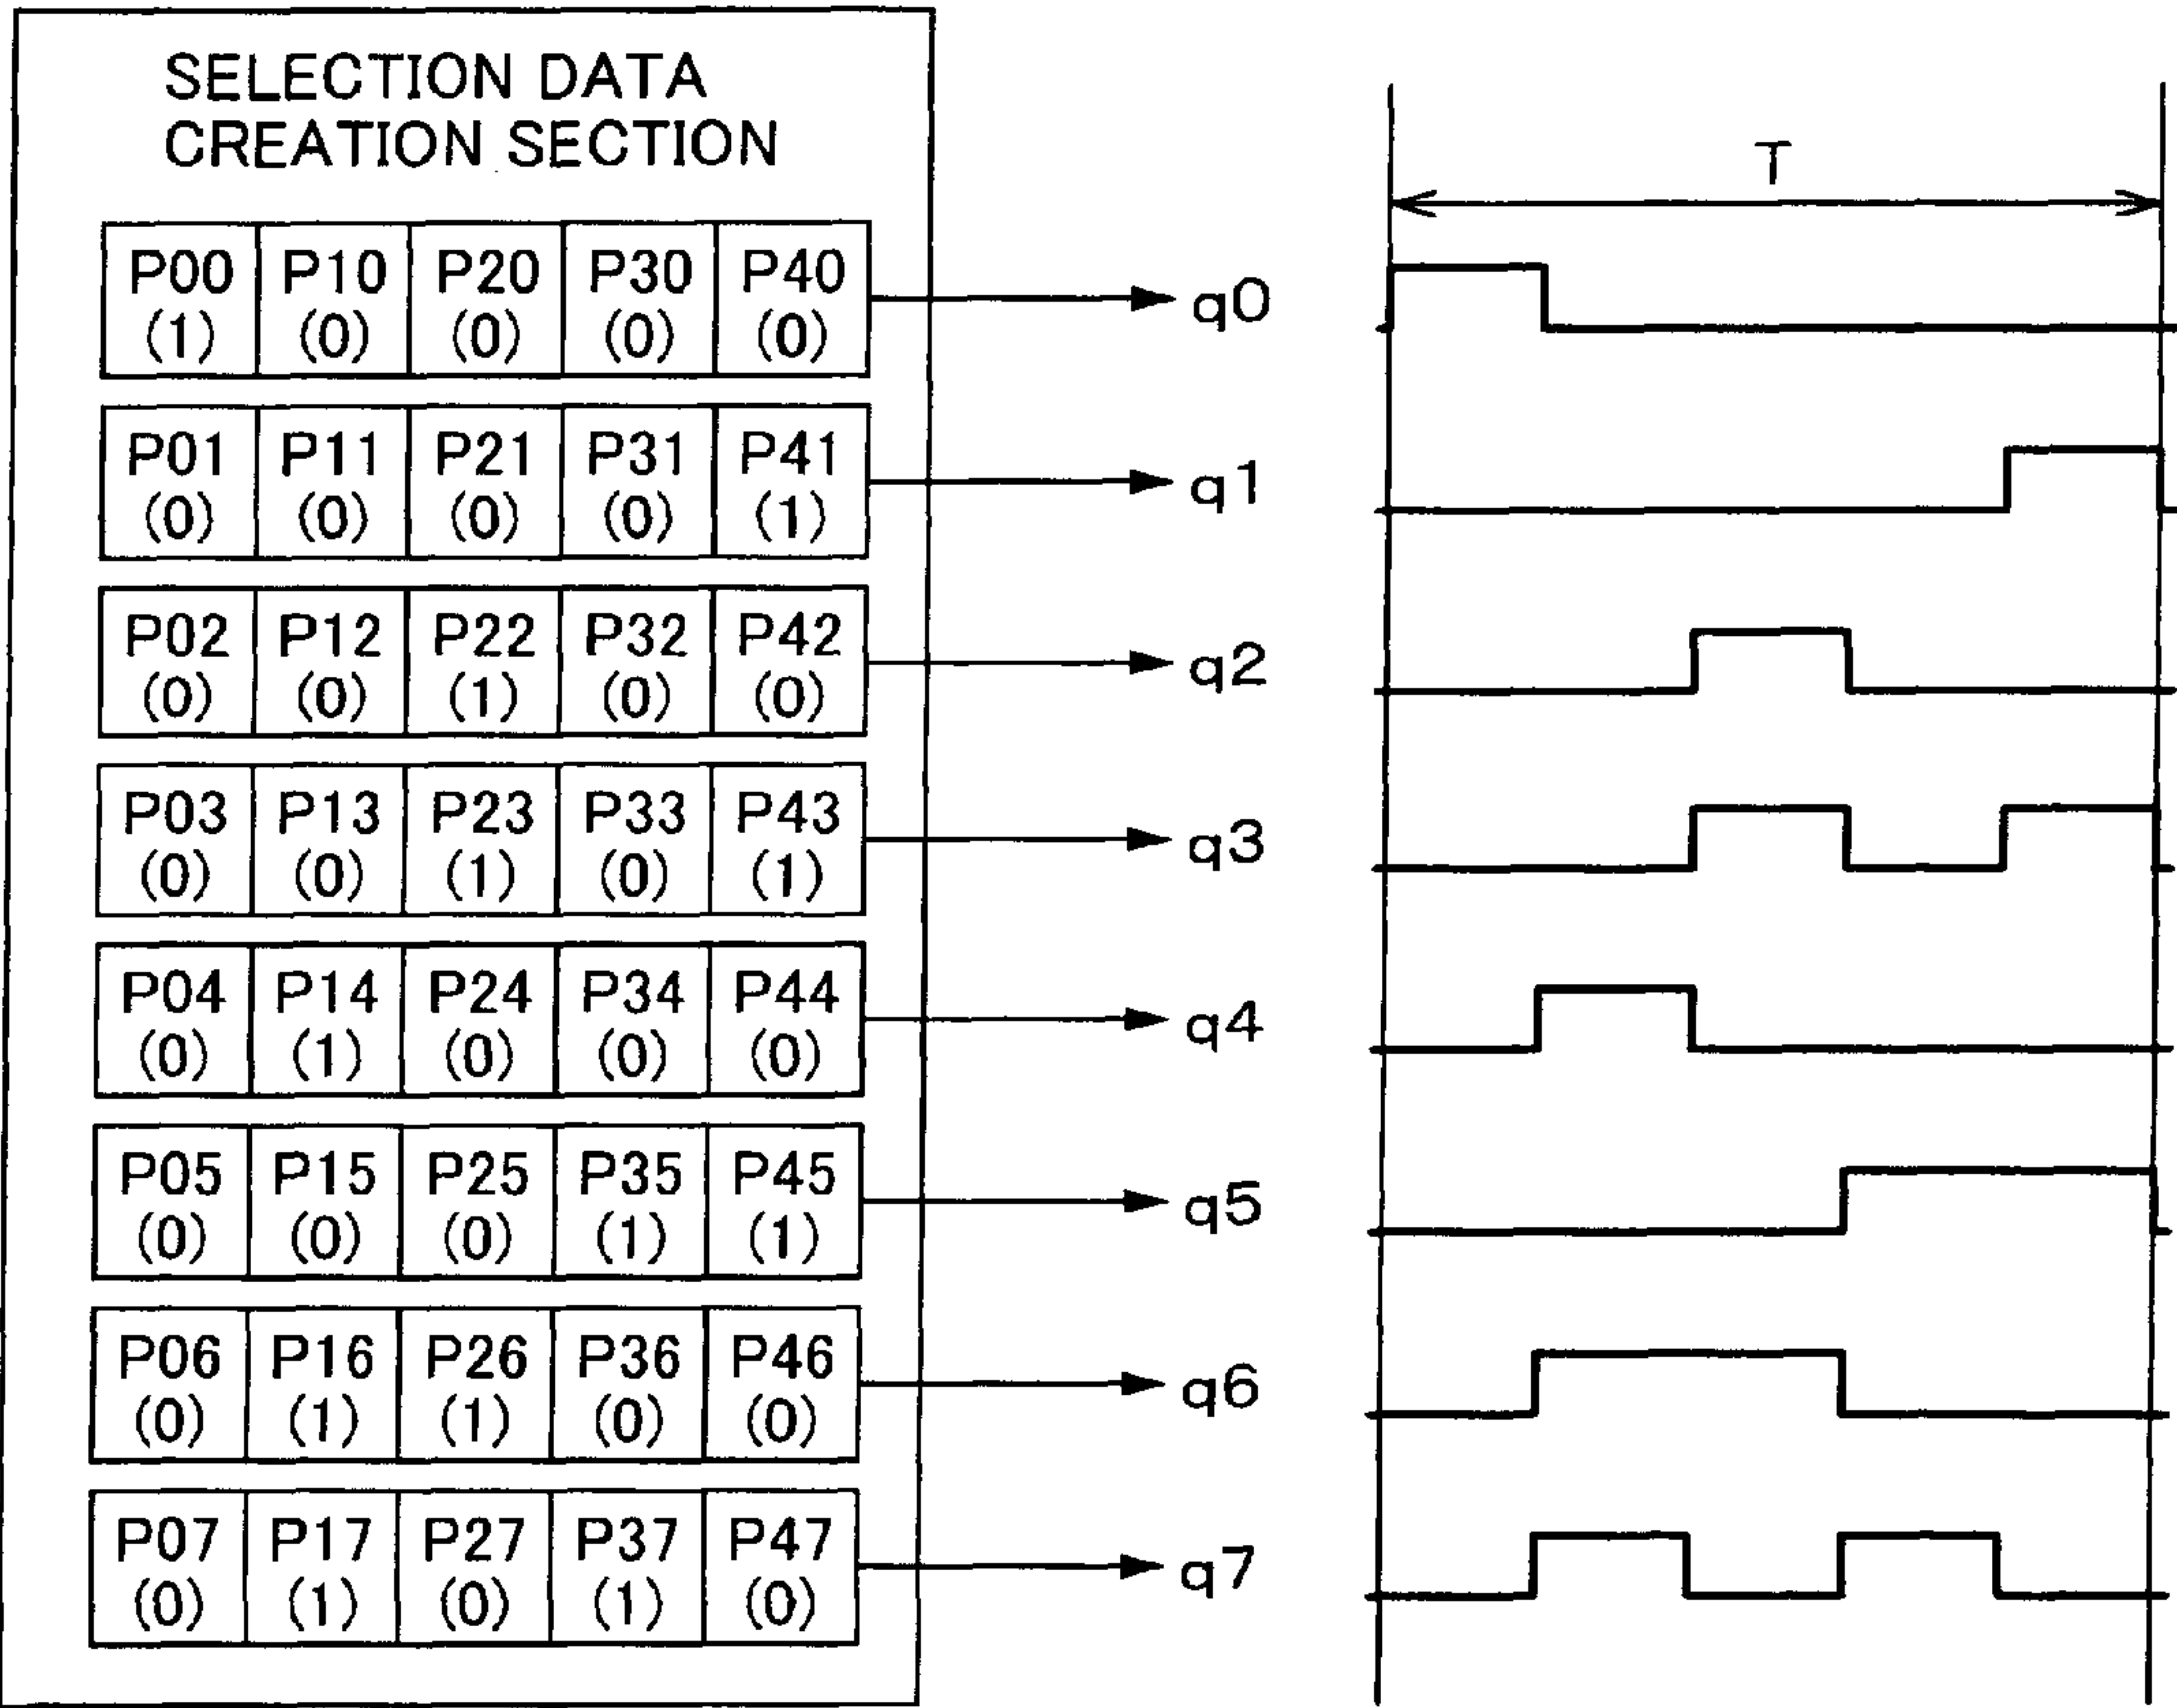 SELECTION DATA
CREATION SECTION
T
P00 P10 P20 P30 P40
(1) (0) (0) (0) (0)
q0
P01 P11 P21 P31 P41
(0) (0) (0) (0) (1)
q1
P02 P12 P22 P32 P42
(0) (0) (1) (0) (0)
q2
P03 P13 P23 P33 P43
(0) (0) (1) (0) (1)
q3
P04 P14 P24 P34 P44
(0) (1) (0) (0) (0)
q4
P05 P15 P25 P35 P45
(0) (0) (0) (1) (1)
q5
P06 P16 P26 P36 P46
(0) (1) (1) (0) (0)
q6
P07 P17 P27 P37 P47
(0) (1) (0) (1) (0)
q7